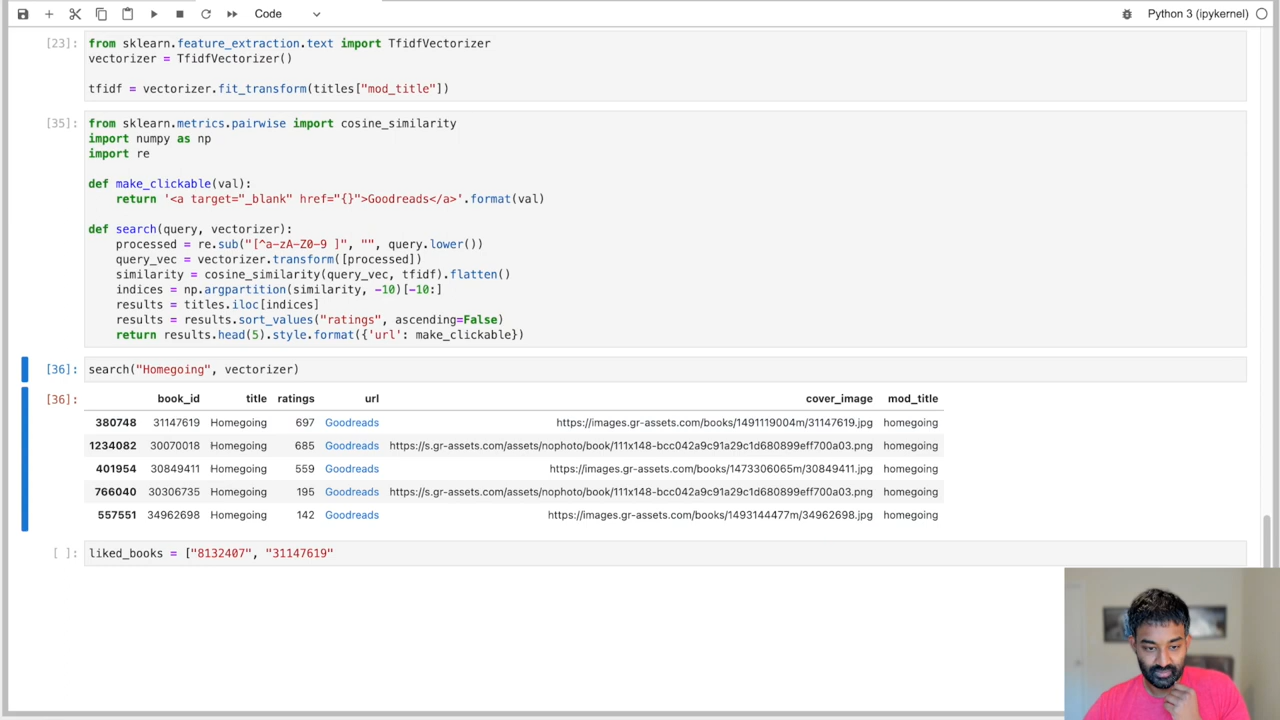 Code
Python 3 (ipykernel)
[23]:
from sklearn.feature_extraction.text import TfidfVectorizer
vectorizer = TfidfVectorizer()
tfidf = vectorizer.fit_transform(titles["mod_title"])
[35]:
from sklearn.metrics.pairwise import cosine_similarity
import numpy as np
import re
def make_clickable(val):
    return '<a target="_blank" href="{}">Goodreads</a>'.format(val)
def search(query, vectorizer):
    processed = re.sub("[^a-zA-Z0-9 ]", "", query.lower())
    query_vec = vectorizer.transform([processed])
    similarity = cosine_similarity(query_vec, tfidf).flatten()
    indices = np.argpartition(similarity, -10)[-10:]
    results = titles.iloc[indices]
    results = results.sort_values("ratings", ascending=False)
    return results.head(5).style.format({'url': make_clickable})
[36]: search("Homegoing", vectorizer)
[36]: book_id title ratings url cover_image mod_title
380748 31147619 Homegoing 697 Goodreads https://images.gr-assets.com/books/1491119004m/31147619.jpg homegoing
1234082 30070018 Homegoing 685 Goodreads https://s.gr-assets.com/assets/nophoto/book/111x148-bcc042a9c91a29c1d680899eff700a03.png homegoing
401954 30849411 Homegoing 559 Goodreads https://images.gr-assets.com/books/1473306065m/30849411.jpg homegoing
766040 30306735 Homegoing 195 Goodreads https://s.gr-assets.com/assets/nophoto/book/111x148-bcc042a9c91a29c1d680899eff700a03.png homegoing
557551 34962698 Homegoing 142 Goodreads https://images.gr-assets.com/books/1493144477m/34962698.jpg homegoing
[ ]: liked_books = ["8132407", "31147619"